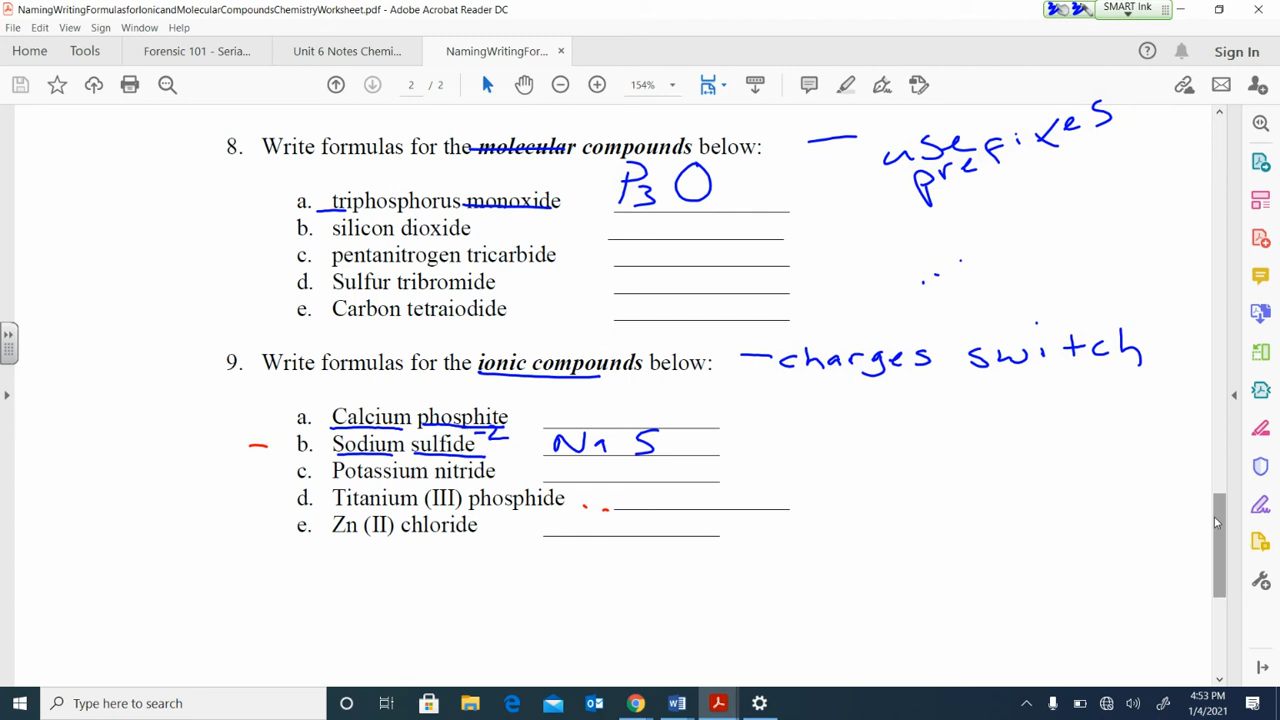 NamingWritingFormulasforIonicandMolecularCompoundsChemistryWorksheet.pdf - Adobe Acrobat Reader DC
SMART Ink
File Edit View Sign Window Help
Home Tools Forensic 101 - Seria... Unit 6 Notes Chemi... NamingWritingFor... × Sign In
2 / 2 154%
8. Write formulas for the molecular compounds below: — use prefixes
a. triphosphorus monoxide P3 O
b. silicon dioxide
c. pentanitrogen tricarbide
d. Sulfur tribromide
e. Carbon tetraiodide
9. Write formulas for the ionic compounds below: — charges switch
a. Calcium phosphite
b. Sodium sulfide -2 Na S
c. Potassium nitride
d. Titanium (III) phosphide
e. Zn (II) chloride
Type here to search
4:53 PM
1/4/2021